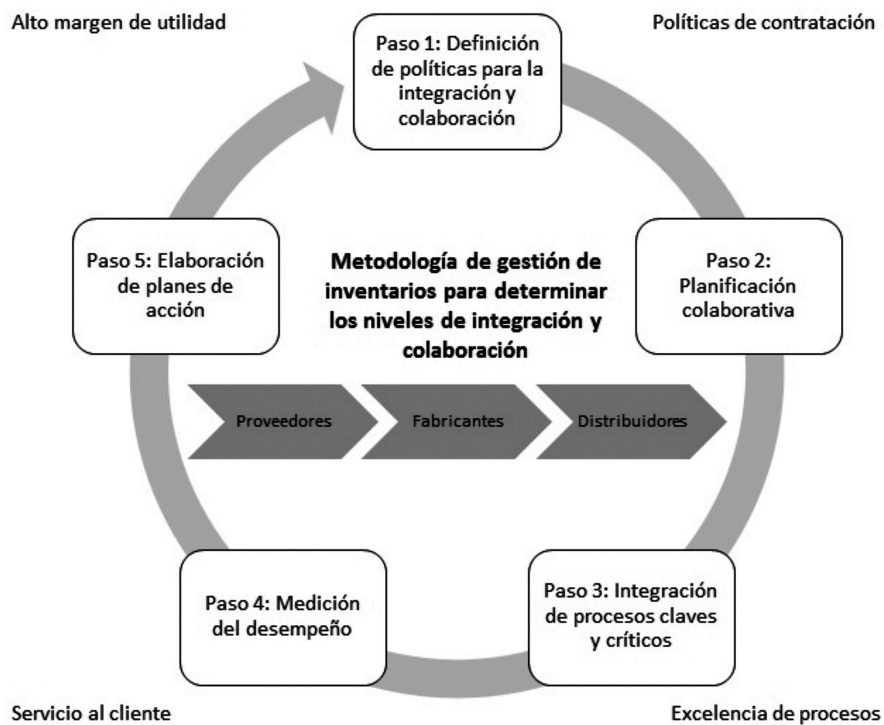 Alto margen de utilidad
Políticas de contratación
Paso 1: Definición
de políticas para la
integración y
colaboración
Paso 5: Elaboración
de planes de
acción
Metodología de gestión de
inventarios para determinar
los niveles de integración y
colaboración
Paso 2:
Planificación
colaborativa
Proveedores
Fabricantes
Distribuidores
Paso 4: Medición
del desempeño
Paso 3: Integración
de procesos claves
y críticos
Servicio al cliente
Excelencia de procesos